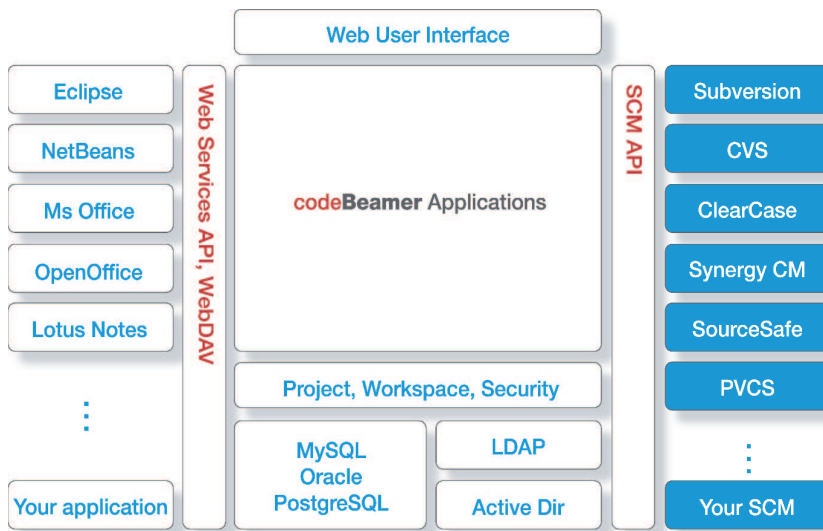 Web User Interface
Eclipse
NetBeans
Ms Office
OpenOffice
Lotus Notes
Your application
Web Services API, WebDAV
codeBeamer Applications
Project, Workspace, Security
MySQL
Oracle
PostgreSQL
LDAP
Active Dir
SCM API
Subversion
CVS
ClearCase
Synergy CM
SourceSafe
PVCS
Your SCM